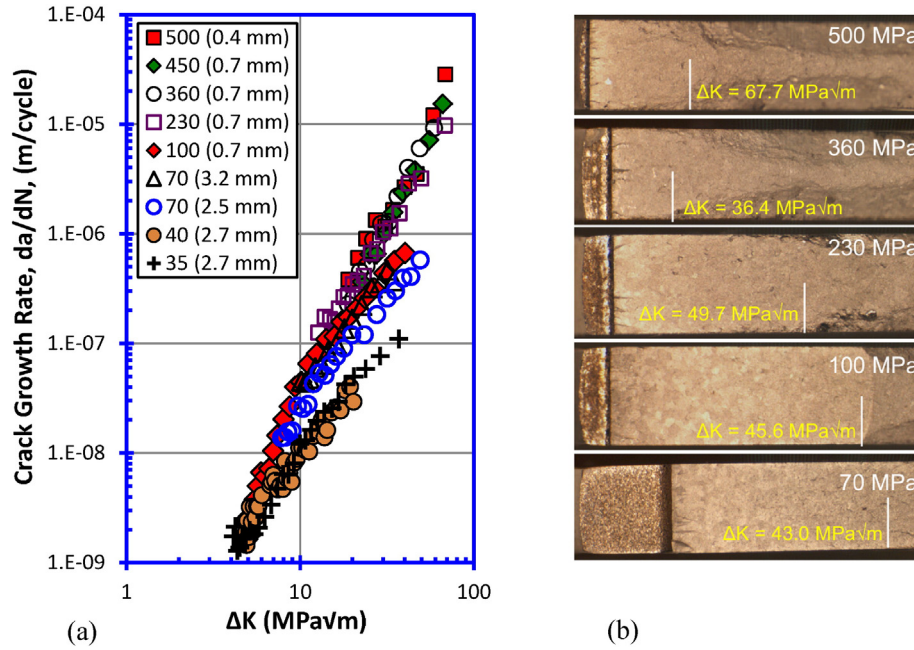 1.E-04
1.E-05
1.E-06
1.E-07
1.E-08
1.E-09
Crack Growth Rate, da/dN, (m/cycle)
500 (0.4 mm)
450 (0.7 mm)
360 (0.7 mm)
230 (0.7 mm)
100 (0.7 mm)
70 (3.2 mm)
70 (2.5 mm)
40 (2.7 mm)
35 (2.7 mm)
1
10
100
ΔK (MPa√m)
(a)
500 MPa
ΔK = 67.7 MPa√m
360 MPa
ΔK = 36.4 MPa√m
230 MPa
ΔK = 49.7 MPa√m
100 MPa
ΔK = 45.6 MPa√m
70 MPa
ΔK = 43.0 MPa√m
(b)